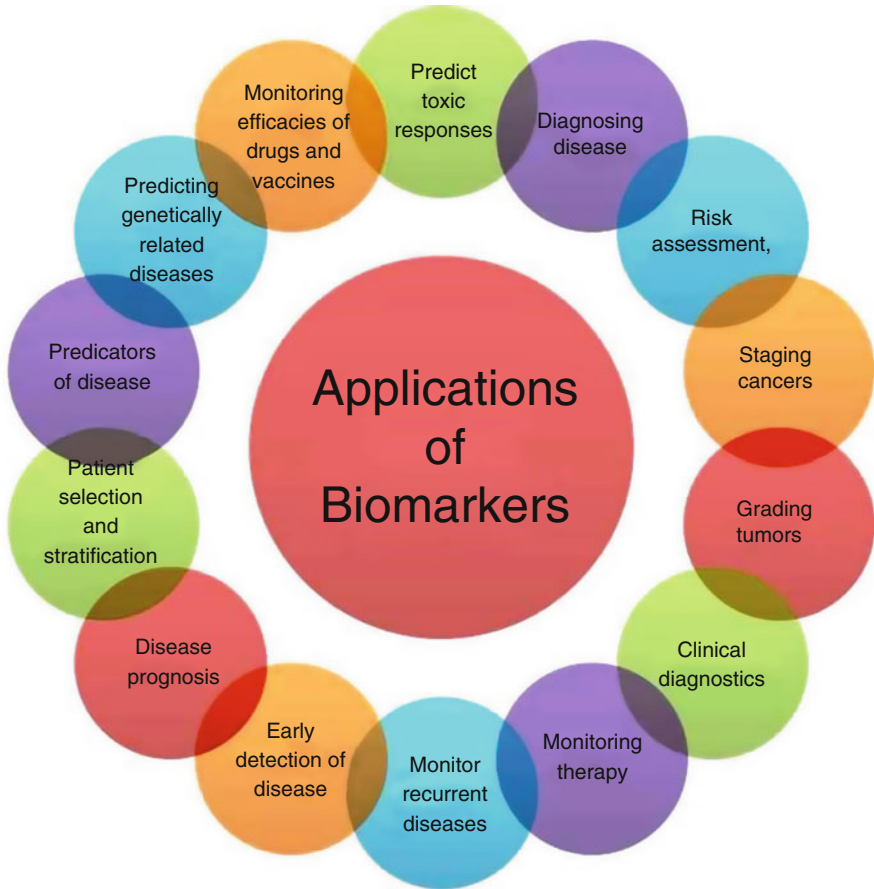 Applications
of
Biomarkers
Predict
toxic
responses
Diagnosing
disease
Risk
assessment,
Staging
cancers
Grading
tumors
Clinical
diagnostics
Monitoring
therapy
Monitor
recurrent
diseases
Early
detection of
disease
Disease
prognosis
Patient
selection
and
stratification
Predicators
of disease
Predicting
genetically
related
diseases
Monitoring
efficacies of
drugs and
vaccines